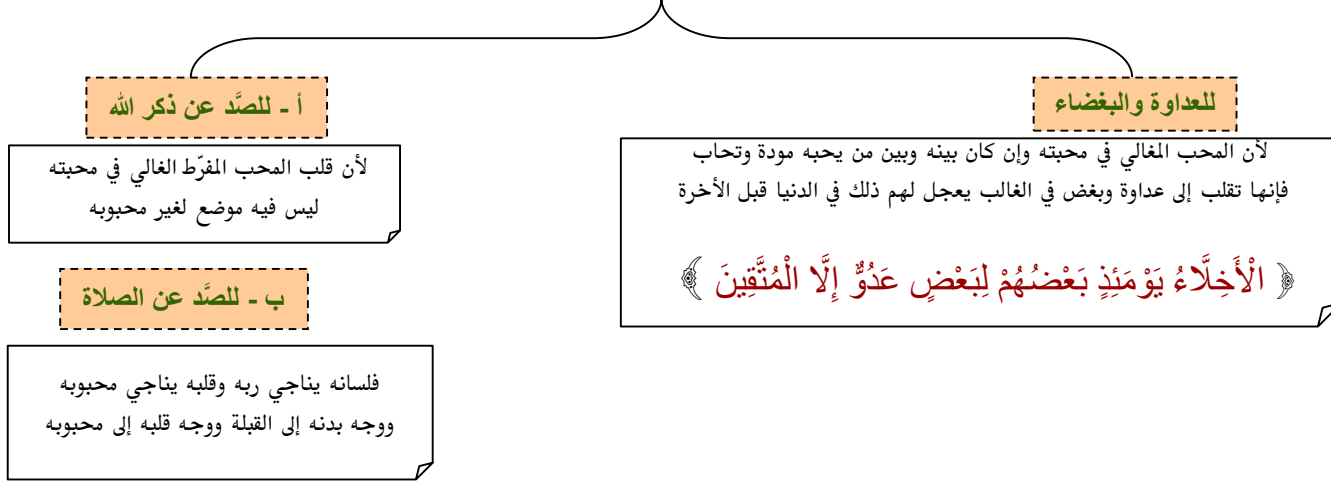 للعداوة والبغضاء
لأن المحب المغالي في محبته وإن كان بينه وبين من يحبه مودة وتحاب
فإنها تقلب إلى عداوة وبغض في الغالب يعجل لهم ذلك في الدنيا قبل الأخرة
﴿ الْأَخِلَّاءُ يَوْمَئِذٍ بَعْضُهُمْ لِبَعْضٍ عَدُوٌّ إِلَّا الْمُتَّقِينَ ﴾
أ - للصَّد عن ذكر الله
لأن قلب المحب المفرّط الغالي في محبته
ليس فيه موضع لغير محبوبه
ب - للصَّد عن الصلاة
فلسانه يناجي ربه وقلبه يناجي محبوبه
ووجه بدنه إلى القبلة ووجه قلبه إلى محبوبه